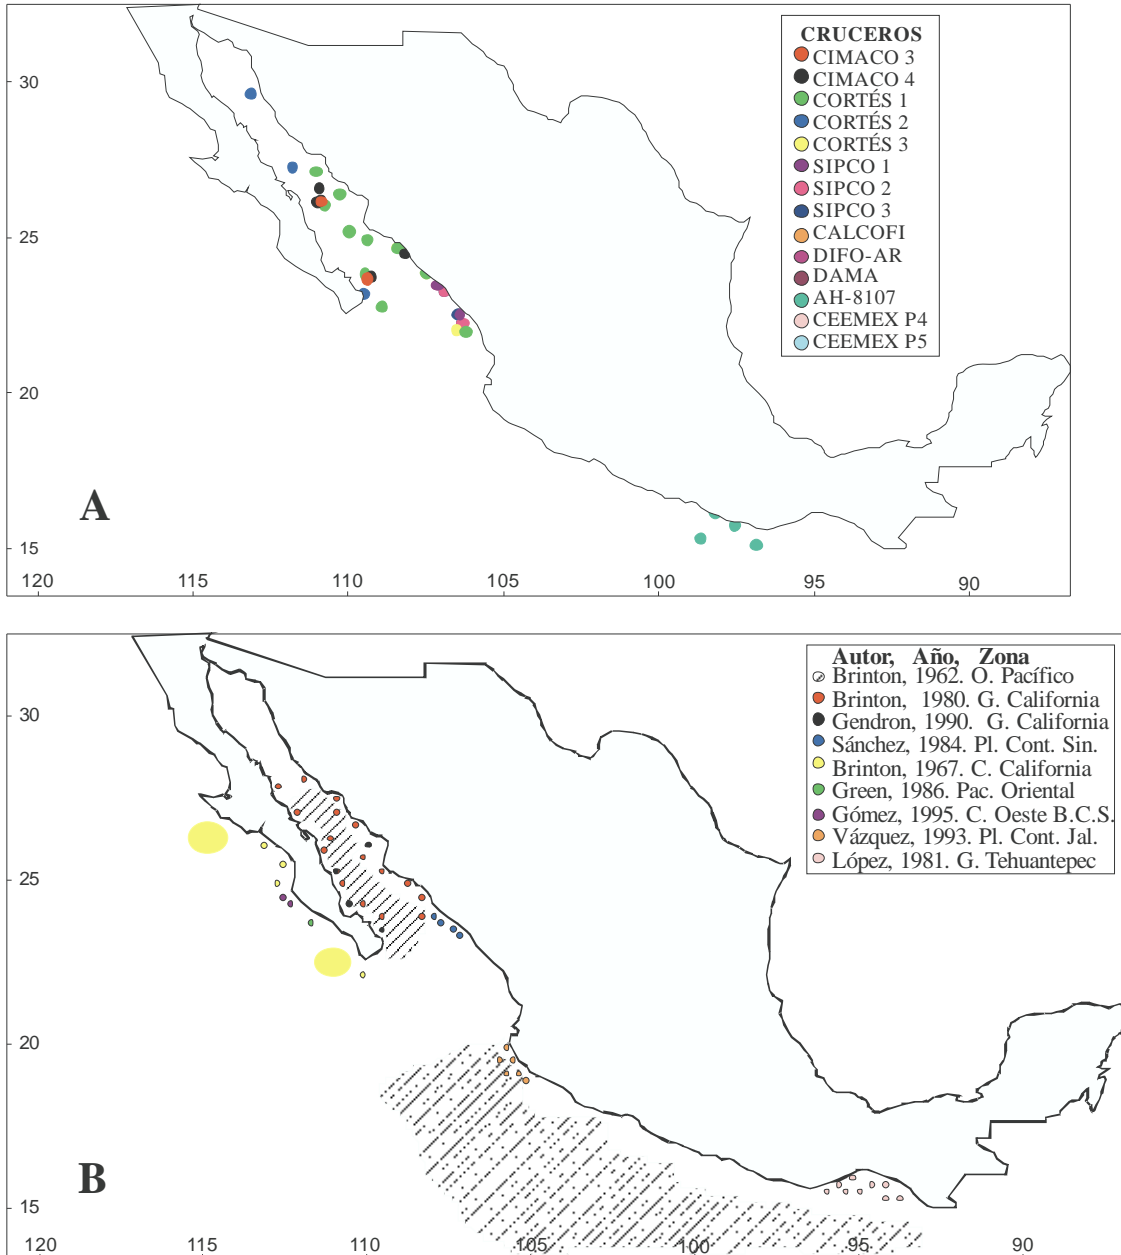 CRUCEROS
CIMACO 3
CIMACO 4
CORTÉS 1
CORTÉS 2
CORTÉS 3
SIPCO 1
SIPCO 2
SIPCO 3
CALCOFI
DIFO-AR
DAMA
AH-8107
CEEMEX P4
CEEMEX P5
30
25
20
15
A
120 115 110 105 100 95 90
Autor, Año, Zona
Brinton, 1962. O. Pacífico
Brinton, 1980. G. California
Gendron, 1990. G. California
Sánchez, 1984. Pl. Cont. Sin.
Brinton, 1967. C. California
Green, 1986. Pac. Oriental
Gómez, 1995. C. Oeste B.C.S.
Vázquez, 1993. Pl. Cont. Jal.
López, 1981. G. Tehuantepec
30
25
20
15
B
120 115 110 105 100 95 90